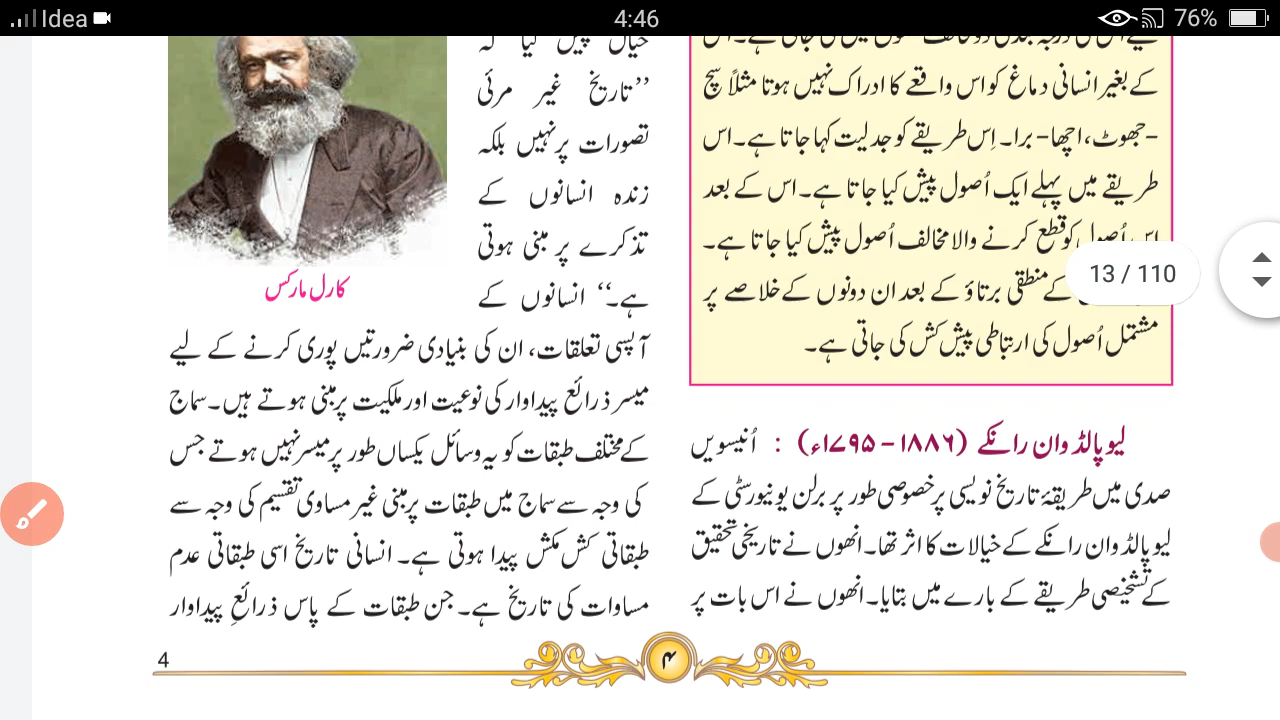 Idea
4:46
76%
کے بغیر انسانی دماغ کو اس واقعے کا ادراک نہیں ہوتا مثلاً سچ
-جھوٹ، اچھا- برا۔ اِس طریقے کو جدلیت کہا جاتا ہے۔ اس
طریقے میں پہلے ایک اُصول پیش کیا جاتا ہے۔ اس کے بعد
اس اُصول کو قطع کرنے والا مخالف اُصول پیش کیا جاتا ہے۔
کے منطقی برتاؤ کے بعد ان دونوں کے خلاصے پر
مشتمل اُصول کی ارتباطی پیش کش کی جاتی ہے۔
13 / 110
لیوپالڈ وان رانکے (۱۸۸۶ - ۱۷۹۵ء) : اُنیسویں
صدی میں طریقۂ تاریخ نویسی پر خصوصی طور پر برلن یونیورسٹی کے
لیوپالڈ وان رانکے کے خیالات کا اثر تھا۔ انھوں نے تاریخی تحقیق
کے تشخیصی طریقے کے بارے میں بتایا۔ انھوں نے اس بات پر
’’تاریخ غیر مرئی
تصورات پر نہیں بلکہ
زندہ انسانوں کے
تذکرے پر مبنی ہوتی
ہے۔‘‘ انسانوں کے
کارل مارکس
آپسی تعلقات، ان کی بنیادی ضرورتیں پوری کرنے کے لیے
میسر ذرائع پیداوار کی نوعیت اور ملکیت پر مبنی ہوتے ہیں۔ سماج
کے مختلف طبقات کو یہ وسائل یکساں طور پر میسر نہیں ہوتے جس
کی وجہ سے سماج میں طبقات پر مبنی غیر مساوی تقسیم کی وجہ سے
طبقاتی کش مکش پیدا ہوتی ہے۔ انسانی تاریخ اسی طبقاتی عدم
مساوات کی تاریخ ہے۔ جن طبقات کے پاس ذرائعِ پیداوار
4
۴